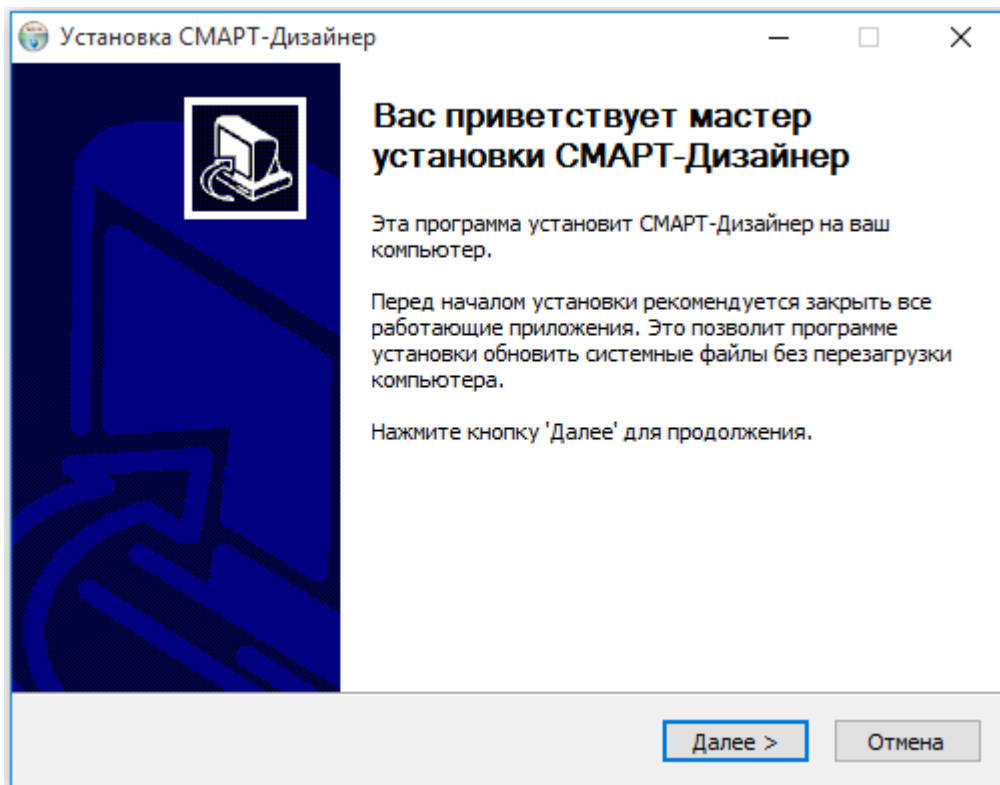 Установка СМАРТ-Дизайнер
Вас приветствует мастер
установки СМАРТ-Дизайнер
Эта программа установит СМАРТ-Дизайнер на ваш
компьютер.
Перед началом установки рекомендуется закрыть все
работающие приложения. Это позволит программе
установки обновить системные файлы без перезагрузки
компьютера.
Нажмите кнопку 'Далее' для продолжения.
Далее >
Отмена